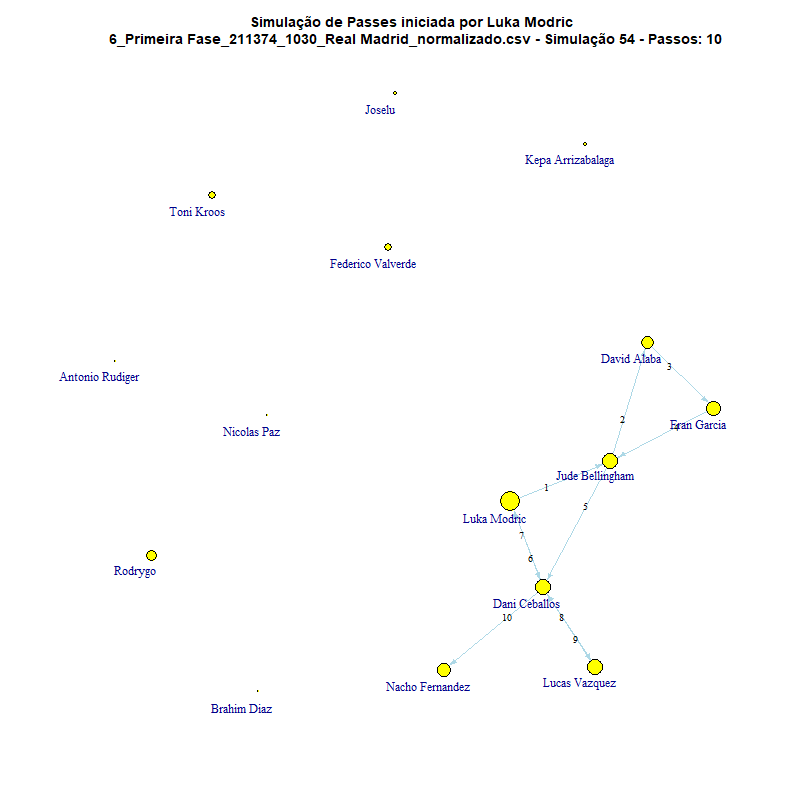 Simulação de Passes iniciada por Luka Modric
6_Primeira Fase_211374_1030_Real Madrid_normalizado.csv - Simulação 54 - Passos: 10
Joselu
Kepa Arrizabalaga
Toni Kroos
Federico Valverde
David Alaba
3
Antonio Rudiger
2
Fran Garcia
4
Nicolas Paz
Jude Bellingham
1
5
Luka Modric
7
6
Rodrygo
Dani Ceballos
10
8
9
Nacho Fernandez
Lucas Vazquez
Brahim Diaz